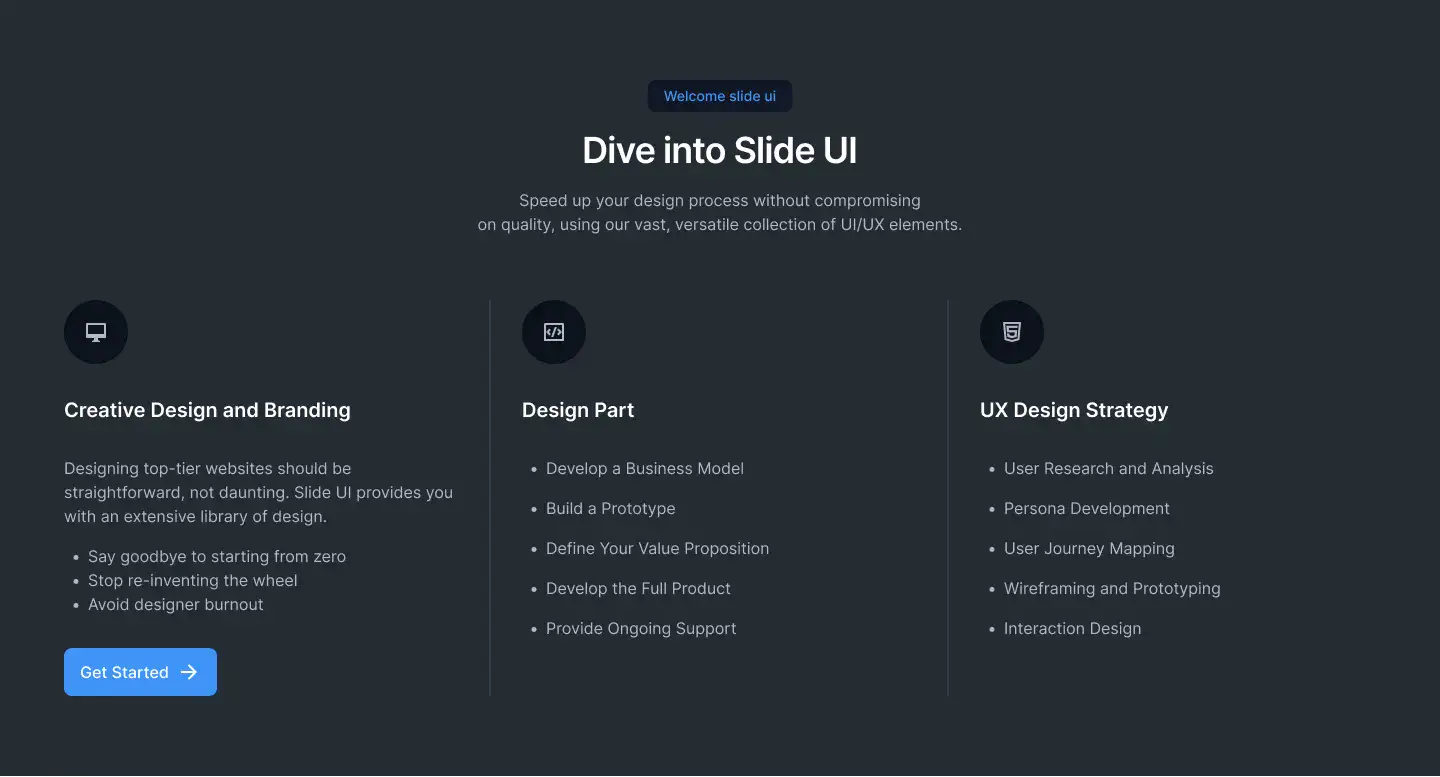 Welcome slide ui
Dive into Slide UI
Speed up your design process without compromising
on quality, using our vast, versatile collection of UI/UX elements.
Creative Design and Branding
Designing top-tier websites should be
straightforward, not daunting. Slide UI provides you
with an extensive library of design.
• Say goodbye to starting from zero
• Stop re-inventing the wheel
• Avoid designer burnout
Get Started →
Design Part
• Develop a Business Model
• Build a Prototype
• Define Your Value Proposition
• Develop the Full Product
• Provide Ongoing Support
UX Design Strategy
• User Research and Analysis
• Persona Development
• User Journey Mapping
• Wireframing and Prototyping
• Interaction Design